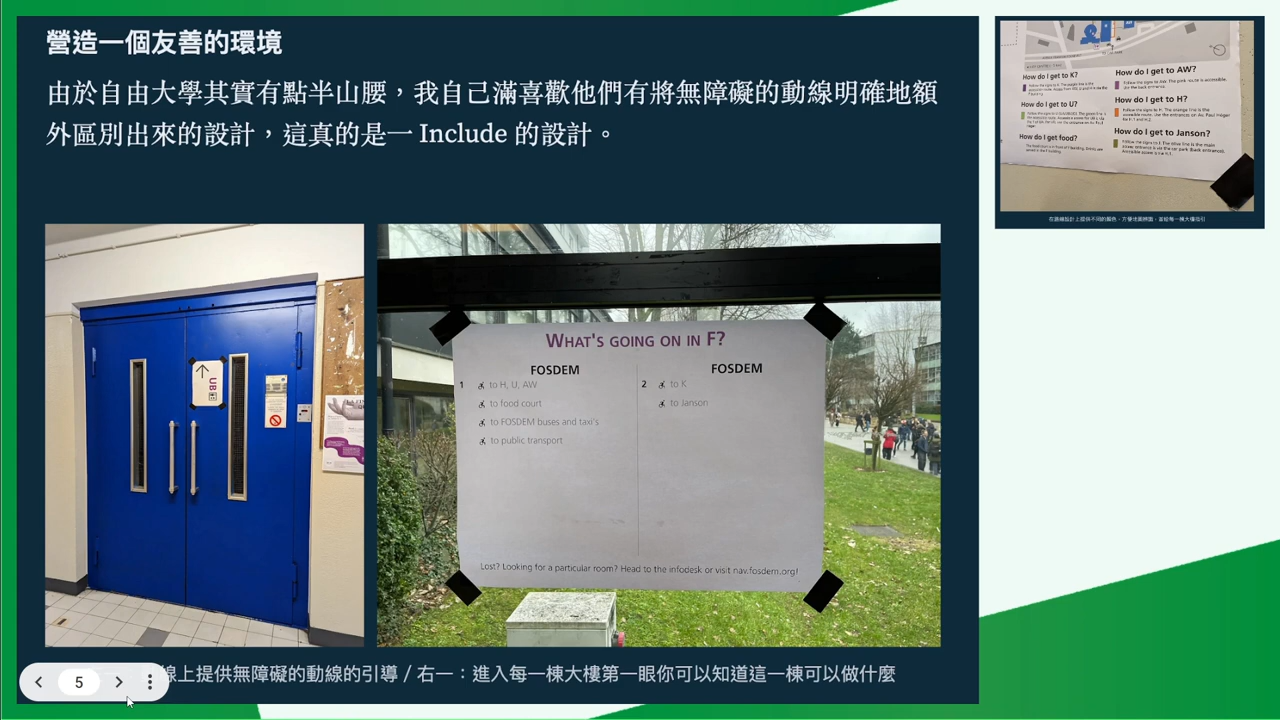 營造一個友善的環境
由於自由大學其實有點半山腰，我自己滿喜歡他們有將無障礙的動線明確地額
外區別出來的設計，這真的是一 Include 的設計。
UB
WHAT'S GOING ON IN F?
FOSDEM
1 to H, U, AW
to food court
to FOSDEM buses and taxi's
to public transport
FOSDEM
2 to K
to Janson
Lost? Looking for a particular room? Head to the infodesk or visit nav.fosdem.org!
線上提供無障礙的動線的引導 / 右一：進入每一棟大樓第一眼你可以知道這一棟可以做什麼
5
How do I get to K?
How do I get to U?
How do I get food?
How do I get to AW?
How do I get to H?
How do I get to Janson?